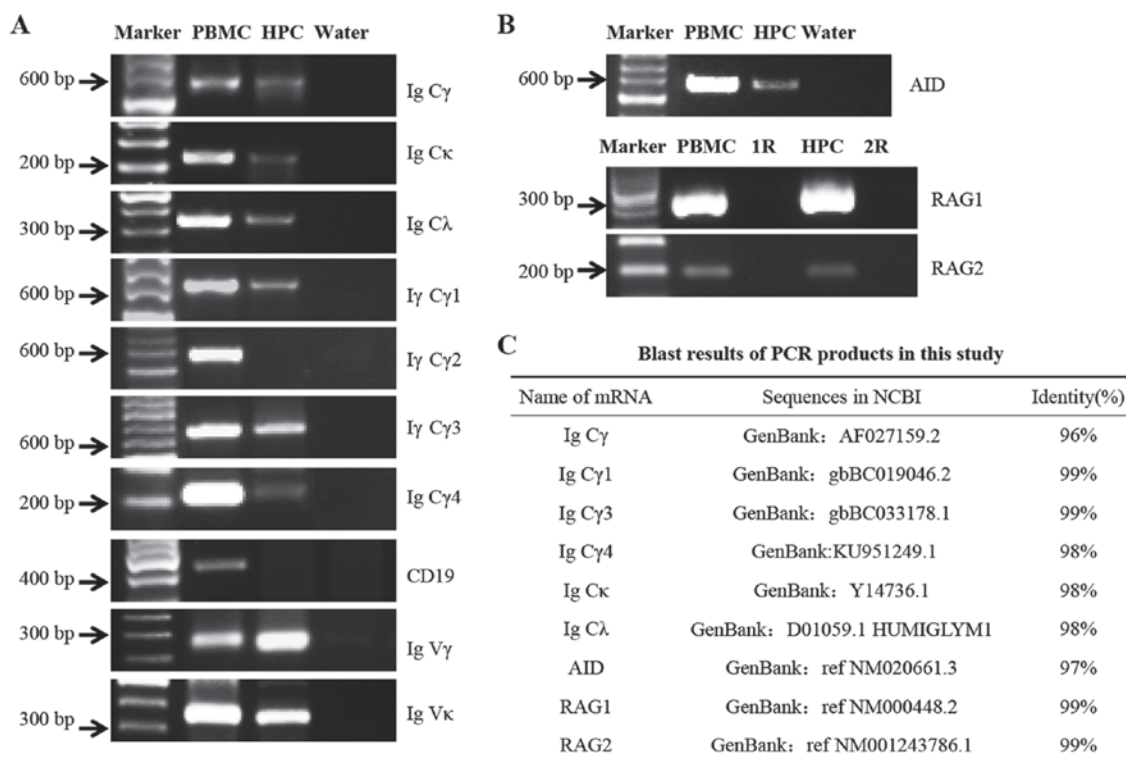 A
Marker PBMC HPC Water
600 bp Ig Cγ
200 bp Ig Cκ
300 bp Ig Cλ
600 bp Iγ Cγ1
600 bp Iγ Cγ2
600 bp Iγ Cγ3
200 bp Ig Cγ4
400 bp CD19
300 bp Ig Vγ
300 bp Ig Vκ
B
Marker PBMC HPC Water
600 bp AID
Marker PBMC 1R HPC 2R
300 bp RAG1
200 bp RAG2
C
Blast results of PCR products in this study
Name of mRNA Sequences in NCBI Identity(%)
Ig Cγ GenBank：AF027159.2 96%
Ig Cγ1 GenBank：gbBC019046.2 99%
Ig Cγ3 GenBank：gbBC033178.1 99%
Ig Cγ4 GenBank:KU951249.1 98%
Ig Cκ GenBank：Y14736.1 98%
Ig Cλ GenBank：D01059.1 HUMIGLYM1 98%
AID GenBank：ref NM020661.3 97%
RAG1 GenBank：ref NM000448.2 99%
RAG2 GenBank：ref NM001243786.1 99%